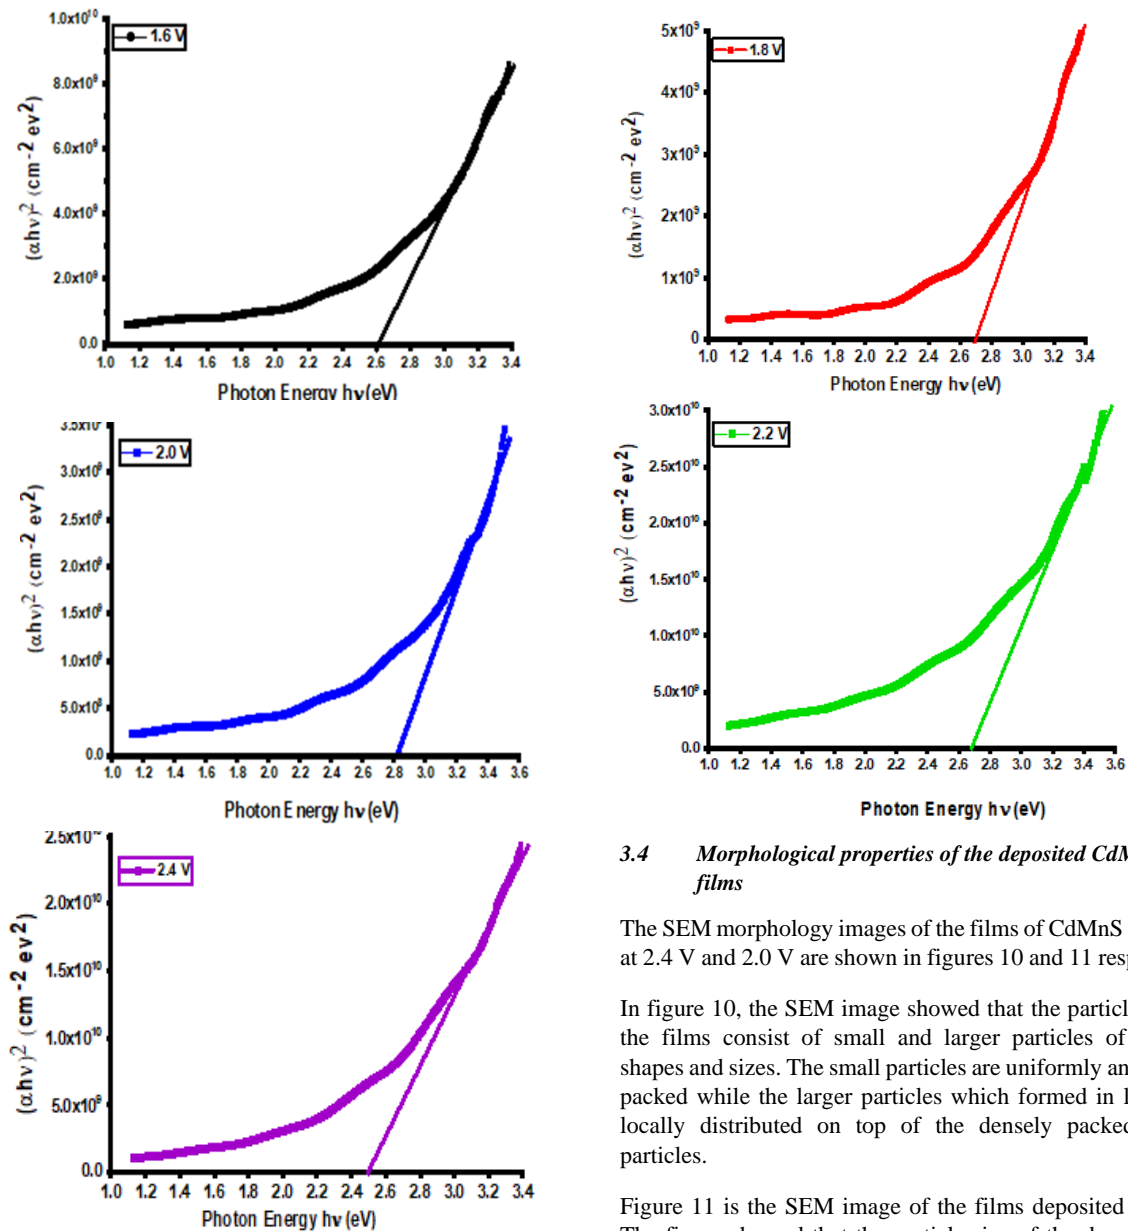 1.0x10¹⁰
1.6 V
8.0x10⁹
6.0x10⁹
4.0x10⁹
2.0x10⁹
0.0
(αhν)² (cm⁻² ev²)
1.0 1.2 1.4 1.6 1.8 2.0 2.2 2.4 2.6 2.8 3.0 3.2 3.4
Photon Energy hν(eV)
5x10⁹
1.8 V
4x10⁹
3x10⁹
2x10⁹
1x10⁹
0
(αhν)² (cm⁻² ev²)
1.0 1.2 1.4 1.6 1.8 2.0 2.2 2.4 2.6 2.8 3.0 3.2 3.4
Photon Energy hν(eV)
2.0 V
3.0x10⁹
2.5x10⁹
2.0x10⁹
1.5x10⁹
1.0x10⁹
5.0x10⁸
0.0
(αhν)² (cm⁻² ev²)
1.0 1.2 1.4 1.6 1.8 2.0 2.2 2.4 2.6 2.8 3.0 3.2 3.4 3.6
Photon Energy hν(eV)
3.0x10¹⁰
2.2 V
2.5x10¹⁰
2.0x10¹⁰
1.5x10¹⁰
1.0x10¹⁰
5.0x10⁹
0.0
(αhν)² (cm⁻² ev²)
1.0 1.2 1.4 1.6 1.8 2.0 2.2 2.4 2.6 2.8 3.0 3.2 3.4 3.6
Photon Energy hν(eV)
2.5x10¹⁰
2.4 V
2.0x10¹⁰
1.5x10¹⁰
1.0x10¹⁰
5.0x10⁹
0.0
(αhν)² (cm⁻² ev²)
1.0 1.2 1.4 1.6 1.8 2.0 2.2 2.4 2.6 2.8 3.0 3.2 3.4
Photon Energy hν(eV)
3.4 Morphological properties of the deposited CdM
films
The SEM morphology images of the films of CdMnS
at 2.4 V and 2.0 V are shown in figures 10 and 11 resp
In figure 10, the SEM image showed that the particl
the films consist of small and larger particles of
shapes and sizes. The small particles are uniformly an
packed while the larger particles which formed in l
locally distributed on top of the densely packed
particles.
Figure 11 is the SEM image of the films deposited